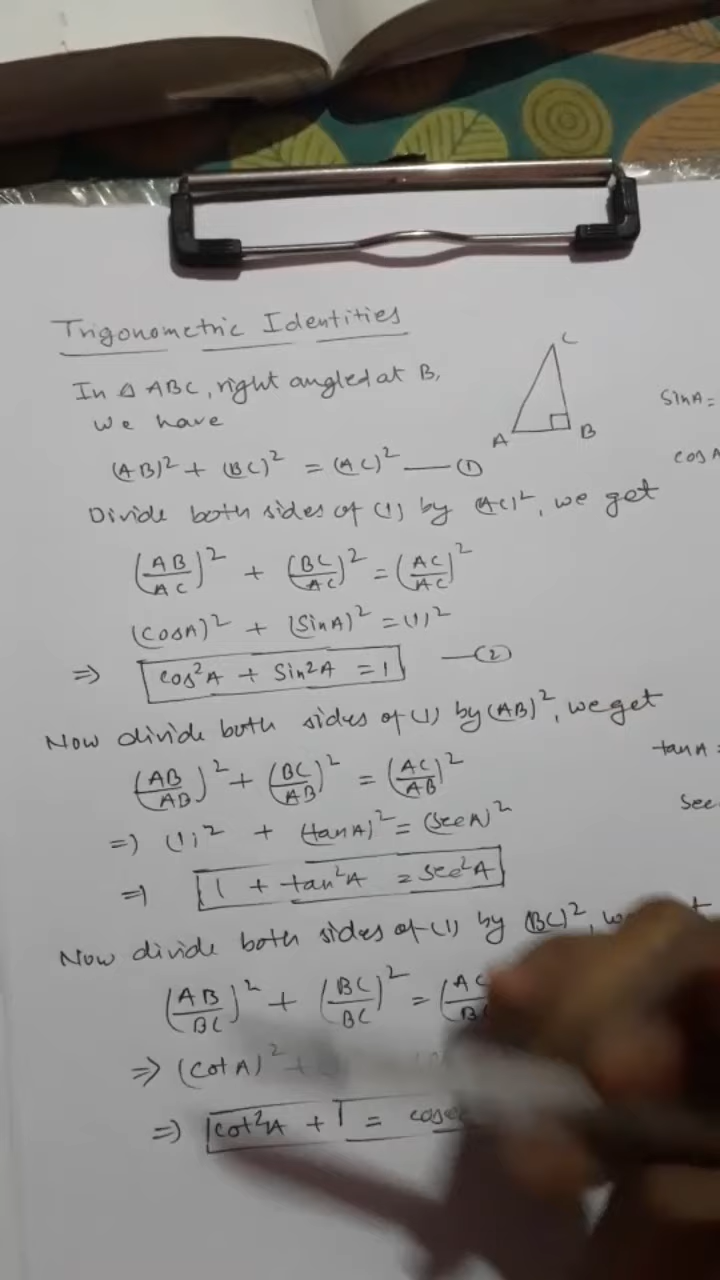 Trigonometric Identities
In △ ABC, right angled at B,
we have
C
A
B
SinA =
cos A
(AB)² + (BC)² = (AC)² — ①
Divide both sides of (1) by (AC)², we get
(AB/AC)² + (BC/AC)² = (AC/AC)²
(CosA)² + (SinA)² = (1)²
⇒ cos²A + Sin²A = 1 — ②
Now divide both sides of (1) by (AB)², we get
(AB/AB)² + (BC/AB)² = (AC/AB)²
tanA =
⇒ (1)² + (tanA)² = (SecA)²
Sec
⇒ 1 + tan²A = sec²A
Now divide both sides of (1) by (BC)²,
(AB/BC)² + (BC/BC)² = (AC/B
⇒ (cotA)² +
⇒ cot²A + 1 = cose